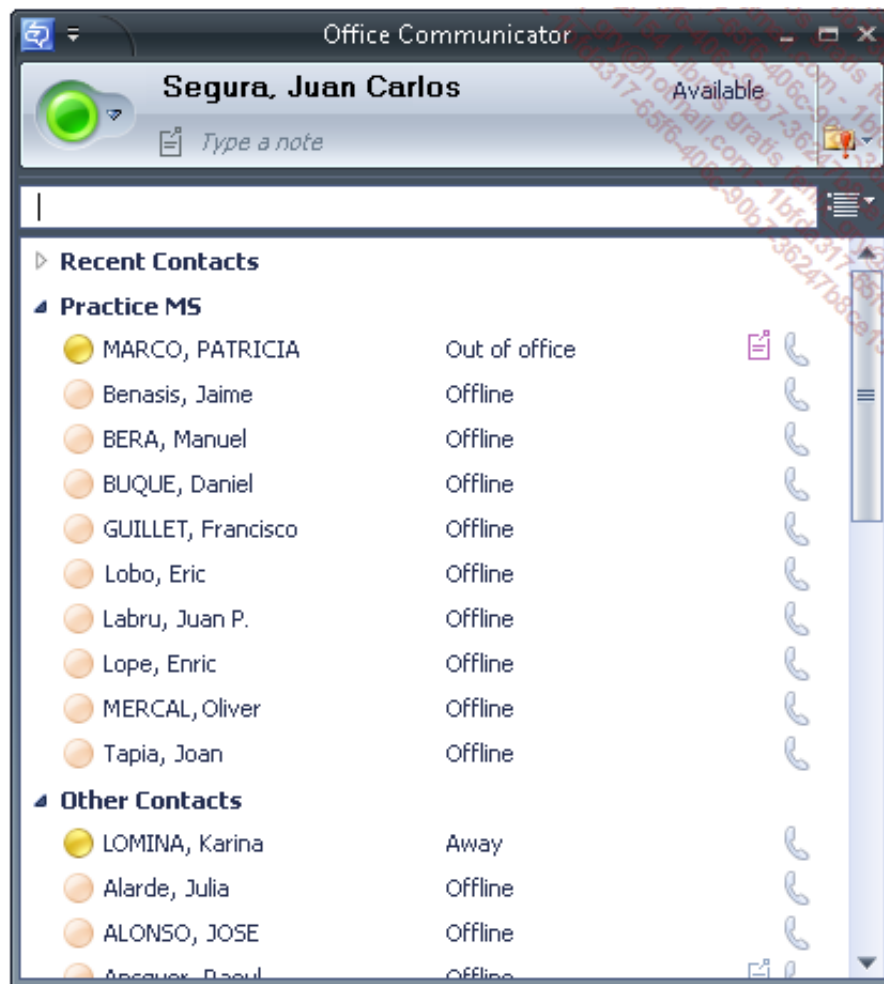 Office Communicator
Segura, Juan Carlos Available
Type a note
Recent Contacts
Practice MS
MARCO, PATRICIA Out of office
Benasis, Jaime Offline
BERA, Manuel Offline
BUQUE, Daniel Offline
GUILLET, Francisco Offline
Lobo, Eric Offline
Labru, Juan P. Offline
Lope, Enric Offline
MERCAL, Oliver Offline
Tapia, Joan Offline
Other Contacts
LOMINA, Karina Away
Alarde, Julia Offline
ALONSO, JOSE Offline
Offline